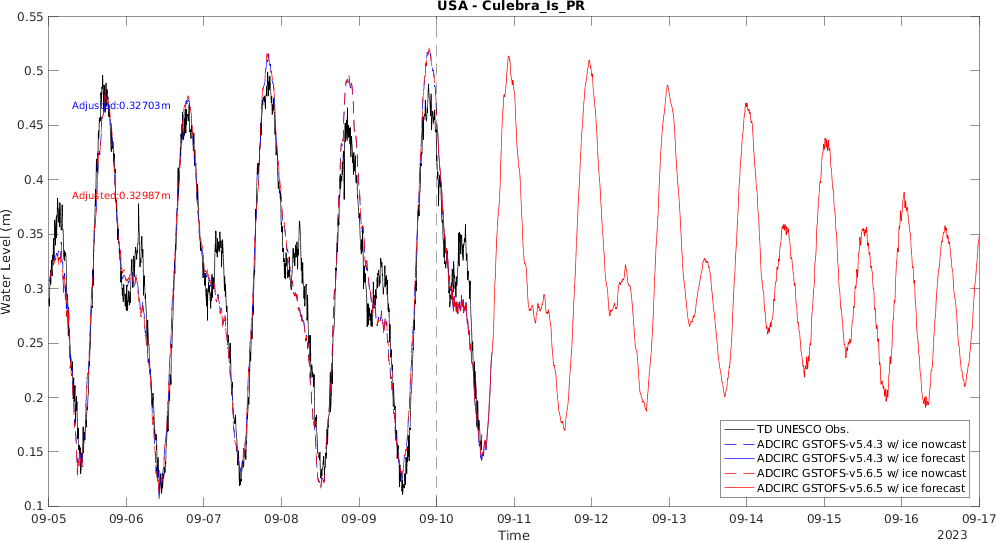 USA - Culebra_Is_PR
0.55
0.5
0.45
0.4
0.35
0.3
0.25
0.2
0.15
0.1
Water Level (m)
Adjusted:0.32703m
Adjusted:0.32987m
TD UNESCO Obs.
ADCIRC GSTOFS-v5.4.3 w/ ice nowcast
ADCIRC GSTOFS-v5.4.3 w/ ice forecast
ADCIRC GSTOFS-v5.6.5 w/ ice nowcast
ADCIRC GSTOFS-v5.6.5 w/ ice forecast
09-05 09-06 09-07 09-08 09-09 09-10 09-11 09-12 09-13 09-14 09-15 09-16 09-17
Time
2023